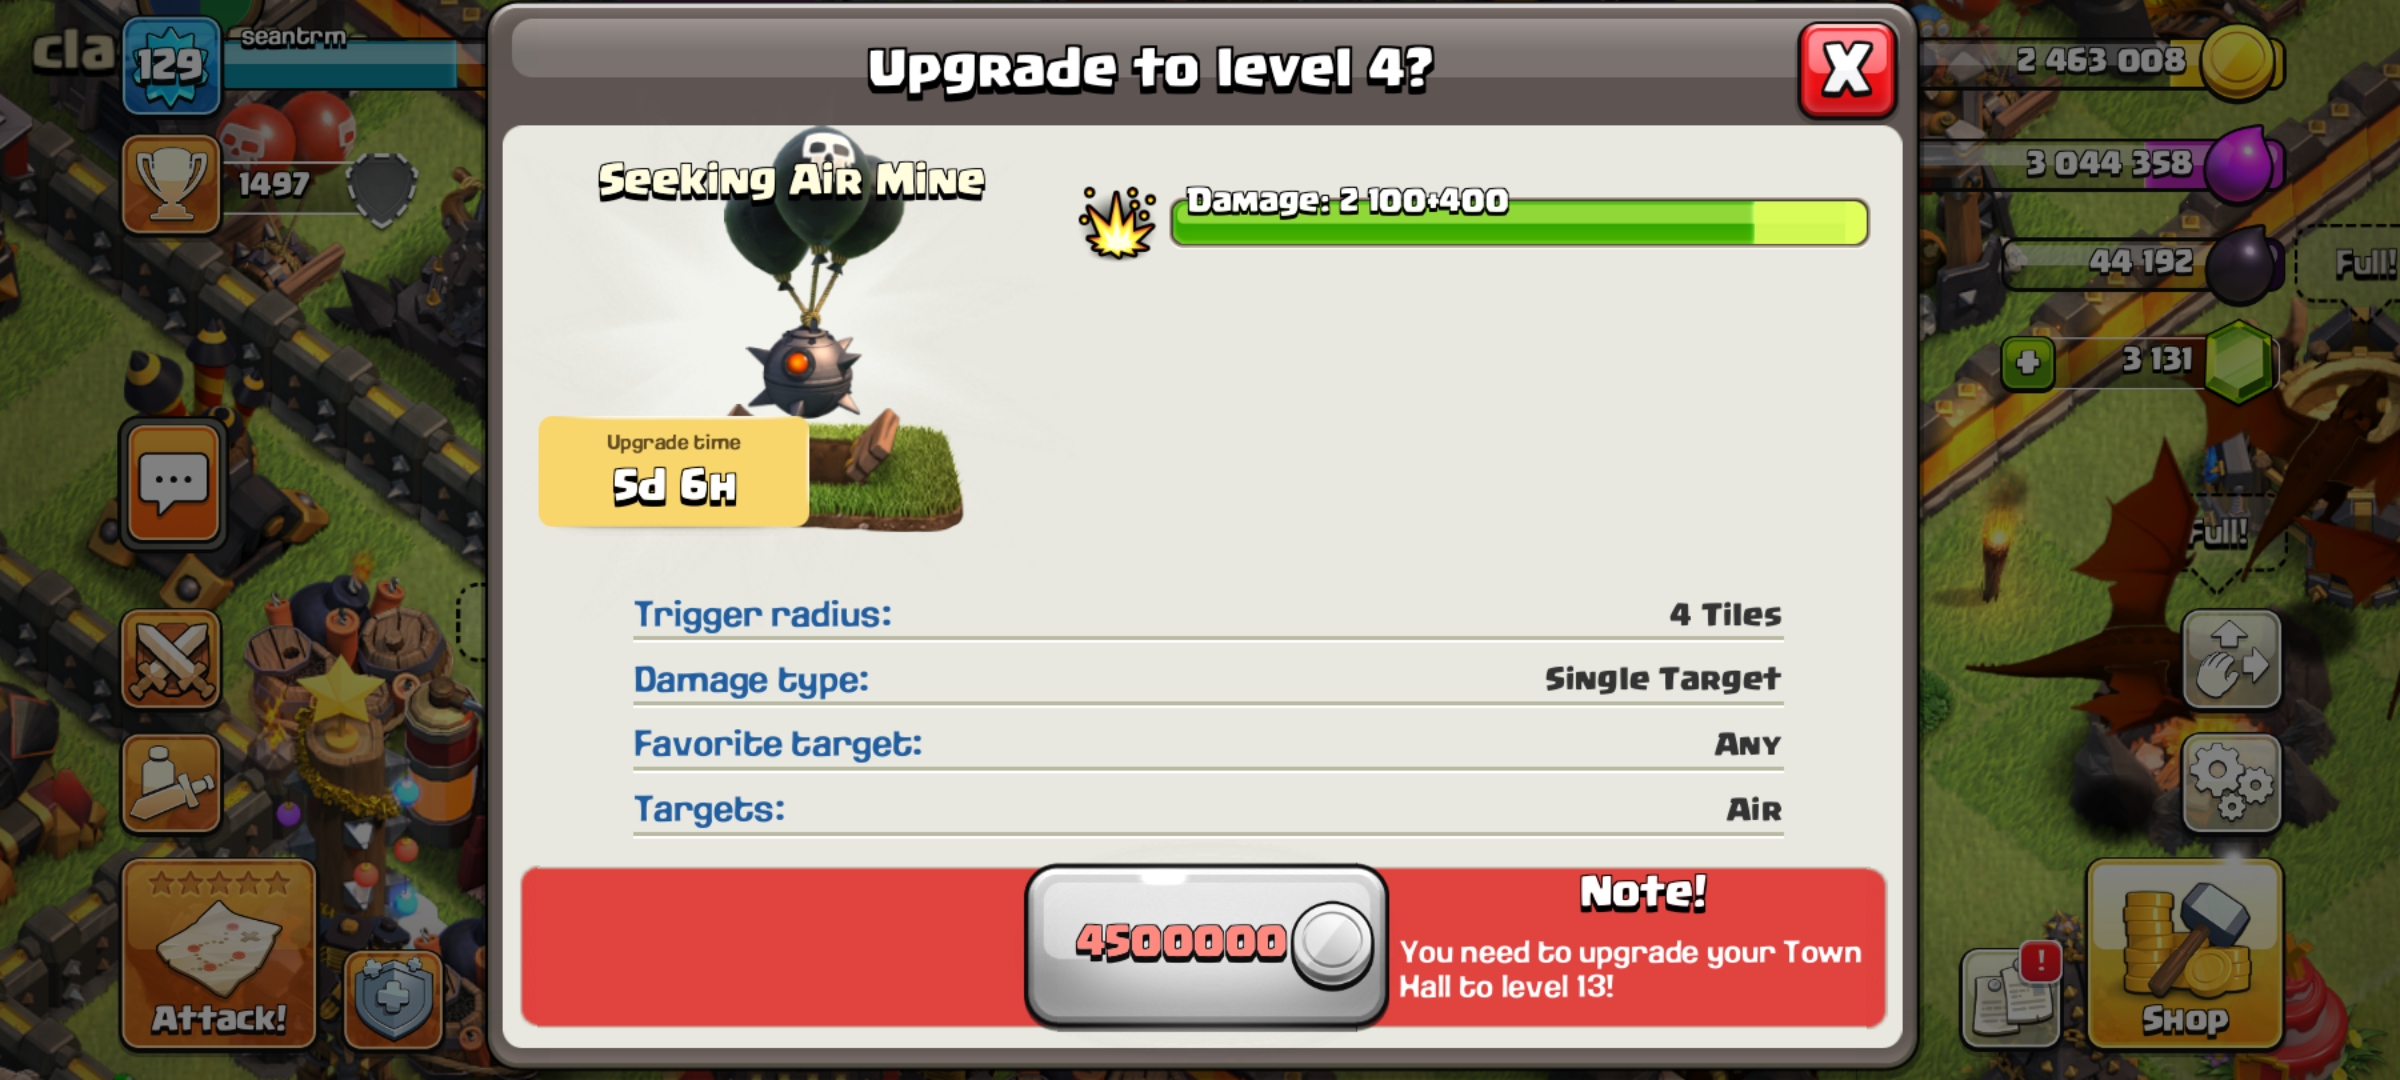 cla
129
seantrm
1497
Attack!
Upgrade to level 4?
X
Seeking Air Mine
Damage: 2 100+400
Upgrade time
5d 6H
Trigger radius: 4 Tiles
Damage type: Single Target
Favorite target: Any
Targets: Air
4500000
Note!
You need to upgrade your Town
Hall to level 13!
2 463 008
3 044 358
44 192
Full!
3 131
Full!
!
Shop